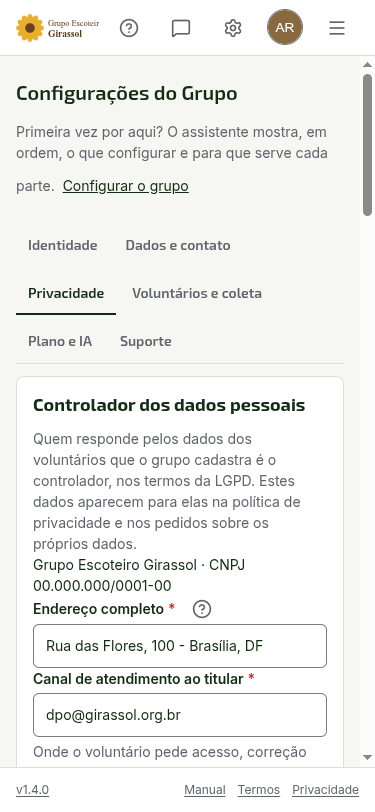 Grupo Escoteiro
Girassol
AR
Configurações do Grupo
Primeira vez por aqui? O assistente mostra, em
ordem, o que configurar e para que serve cada
parte. Configurar o grupo
Identidade Dados e contato
Privacidade Voluntários e coleta
Plano e IA Suporte
Controlador dos dados pessoais
Quem responde pelos dados dos
voluntários que o grupo cadastra é o
controlador, nos termos da LGPD. Estes
dados aparecem para elas na política de
privacidade e nos pedidos sobre os
próprios dados.
Grupo Escoteiro Girassol · CNPJ
00.000.000/0001-00
Endereço completo *
Rua das Flores, 100 - Brasília, DF
Canal de atendimento ao titular *
dpo@girassol.org.br
Onde o voluntário pede acesso, correção
v1.4.0 Manual Termos Privacidade